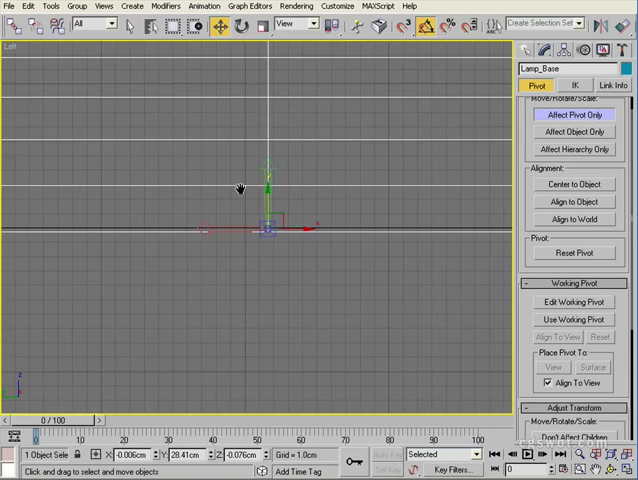 File Edit Tools Group Views Create Modifiers Animation Graph Editors Rendering Customize MAXScript Help
All
View
Create Selection Set
Left
Lamp_Base
Pivot IK Link Info
Move/Rotate/Scale:
Affect Pivot Only
Affect Object Only
Affect Hierarchy Only
Alignment:
Center to Object
Align to Object
Align to World
Pivot:
Reset Pivot
- Working Pivot
Edit Working Pivot
Use Working Pivot
Align To View Reset
Place Pivot To:
View Surface
Align To View
- Adjust Transform
Move/Rotate/Scale:
Don't Affect Children
x
z
0 / 100
0 10 20 30 40 50 60 70 80 90 100
www.cgswot.com
1 Object Sele X: -0.006cm Y: 28.41cm Z: -0.076cm Grid = 1.0cm
Auto Key Selected
Click and drag to select and move objects Add Time Tag
Set Key Key Filters... 0